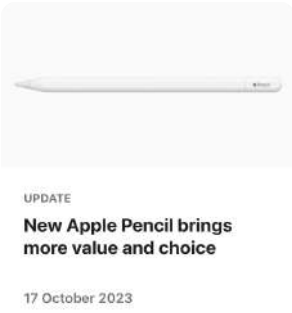 UPDATE
New Apple Pencil brings
more value and choice
17 October 2023